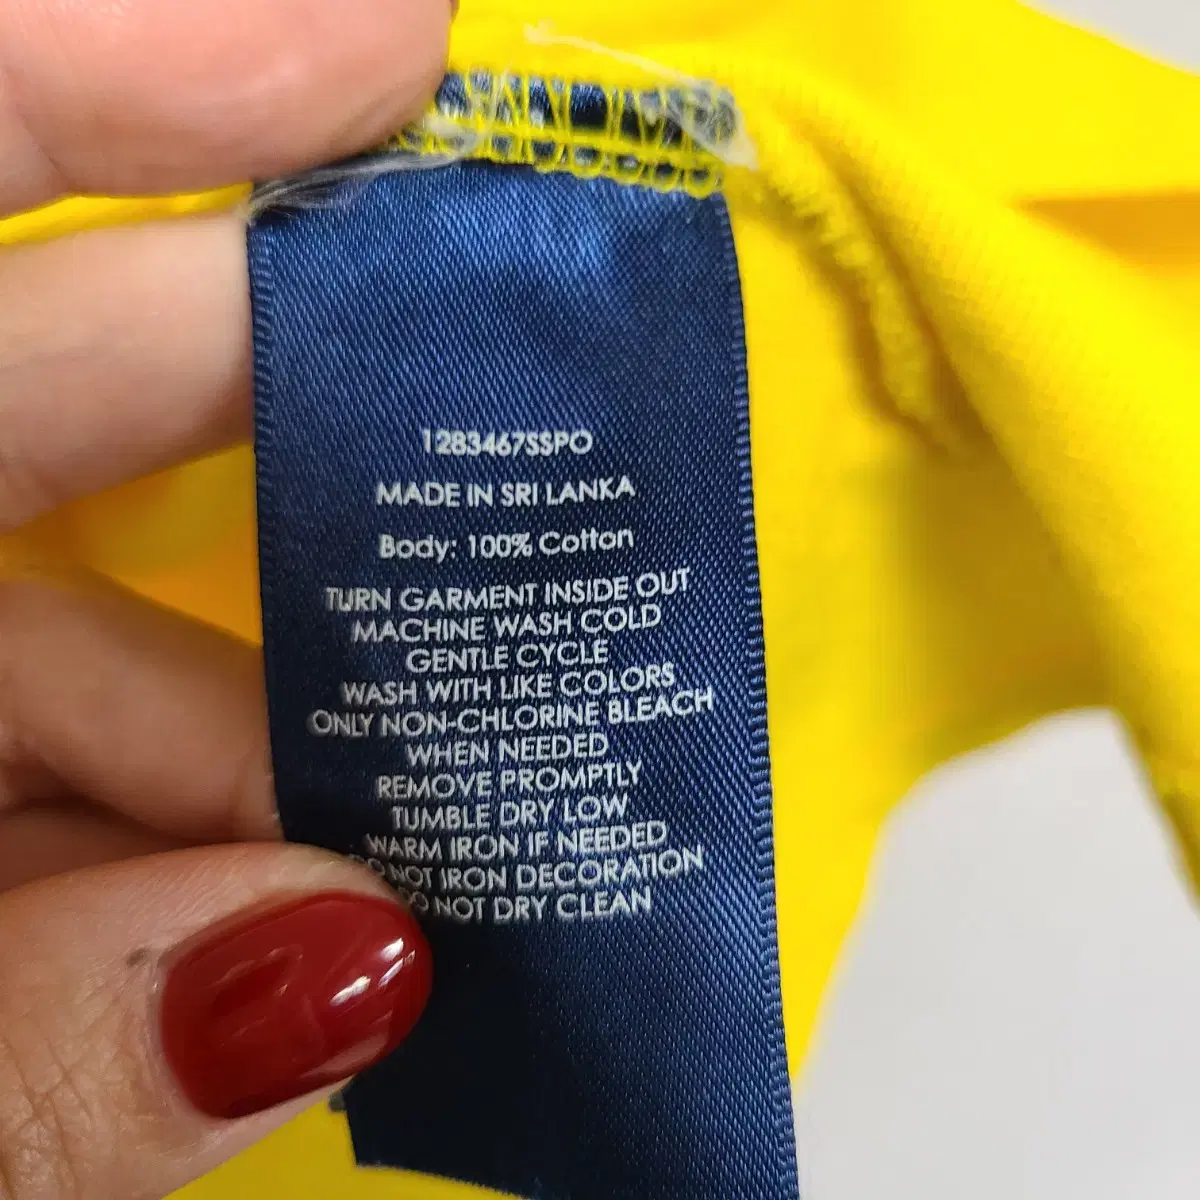 1283467SSPO
MADE IN SRI LANKA
Body: 100% Cotton
TURN GARMENT INSIDE OUT
MACHINE WASH COLD
GENTLE CYCLE
WASH WITH LIKE COLORS
ONLY NON-CHLORINE BLEACH
WHEN NEEDED
REMOVE PROMPTLY
TUMBLE DRY LOW
WARM IRON IF NEEDED
DO NOT IRON DECORATION
DO NOT DRY CLEAN